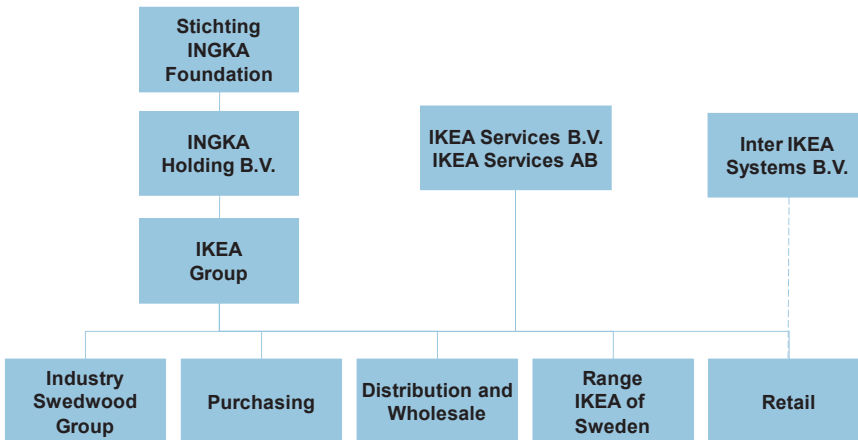 Stichting
INGKA
Foundation
INGKA
Holding B.V.
IKEA Services B.V.
IKEA Services AB
Inter IKEA
Systems B.V.
IKEA
Group
Industry
Swedwood
Group
Purchasing
Distribution and
Wholesale
Range
IKEA of
Sweden
Retail